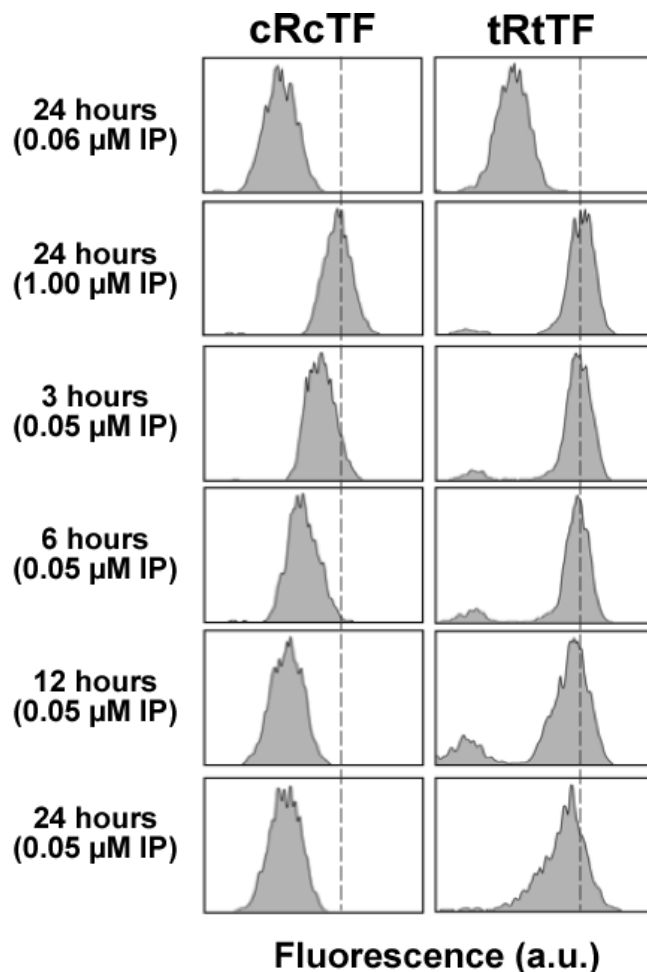 cRcTF tRtTF
24 hours
(0.06 µM IP)
24 hours
(1.00 µM IP)
3 hours
(0.05 µM IP)
6 hours
(0.05 µM IP)
12 hours
(0.05 µM IP)
24 hours
(0.05 µM IP)
Fluorescence (a.u.)